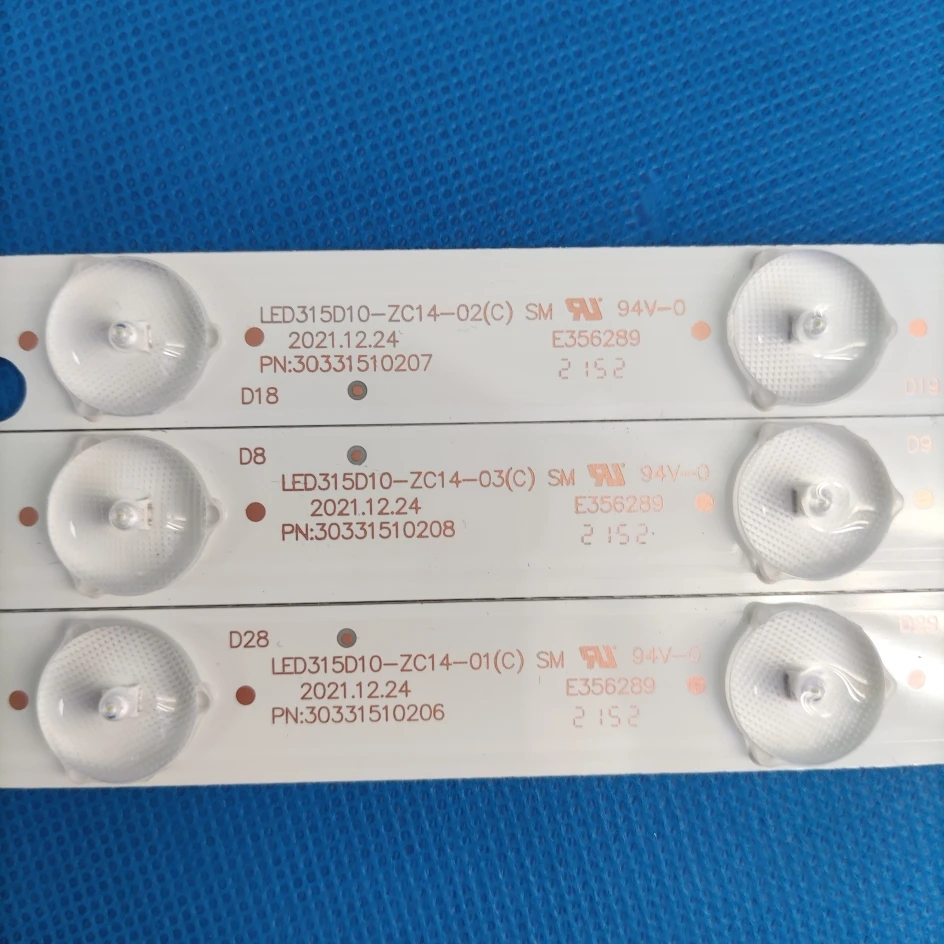 LED315D10-ZC14-02(C) SM 94V-0
2021.12.24 E356289
PN:30331510207 2152
D18
D8 D9
LED315D10-ZC14-03(C) SM 94V-0
2021.12.24 E356289
PN:30331510208 2152
D28
LED315D10-ZC14-01(C) SM 94V-0
2021.12.24 E356289
PN:30331510206 2152